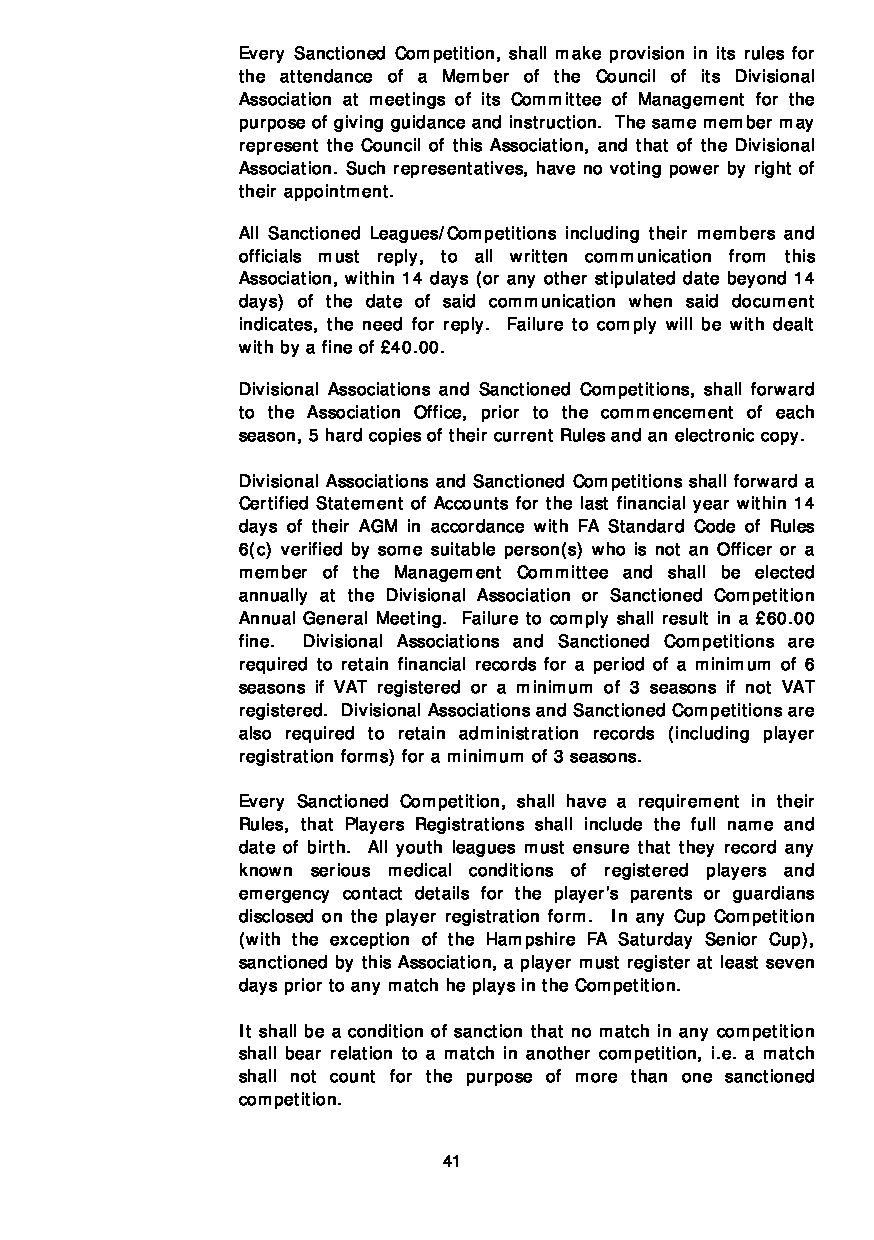 Every Sanctioned Competition, shall make provision in its rules for
the attendance of a Member of the Council of its Divisional
Association at meetings of its Committee of Management for the
purpose of giving guidance and instruction. The same member may
represent the Council of this Association, and that of the Divisional
Association. Such representatives, have no voting power by right of
their appointment.
All Sanctioned Leagues/Competitions including their members and
officials must reply, to all written communication from this
Association, within 14 days (or any other stipulated date beyond 14
days) of the date of said communication when said document
indicates, the need for reply. Failure to comply will be with dealt
with by a fine of £40.00.
Divisional Associations and Sanctioned Competitions, shall forward
to the Association Office, prior to the commencement of each
season, 5 hard copies of their current Rules and an electronic copy.
Divisional Associations and Sanctioned Competitions shall forward a
Certified Statement of Accounts for the last financial year within 14
days of their AGM in accordance with FA Standard Code of Rules
6(c) verified by some suitable person(s) who is not an Officer or a
member of the Management Committee and shall be elected
annually at the Divisional Association or Sanctioned Competition
Annual General Meeting. Failure to comply shall result in a £60.00
fine. Divisional Associations and Sanctioned Competitions are
required to retain financial records for a period of a minimum of 6
seasons if VAT registered or a minimum of 3 seasons if not VAT
registered. Divisional Associations and Sanctioned Competitions are
also required to retain administration records (including player
registration forms) for a minimum of 3 seasons.
Every Sanctioned Competition, shall have a requirement in their
Rules, that Players Registrations shall include the full name and
date of birth. All youth leagues must ensure that they record any
known serious medical conditions of registered players and
emergency contact details for the player's parents or guardians
disclosed on the player registration form. In any Cup Competition
(with the exception of the Hampshire FA Saturday Senior Cup),
sanctioned by this Association, a player must register at least seven
days prior to any match he plays in the Competition.
It shall be a condition of sanction that no match in any competition
shall bear relation to a match in another competition, i.e. a match
shall not count for the purpose of more than one sanctioned
competition.
41